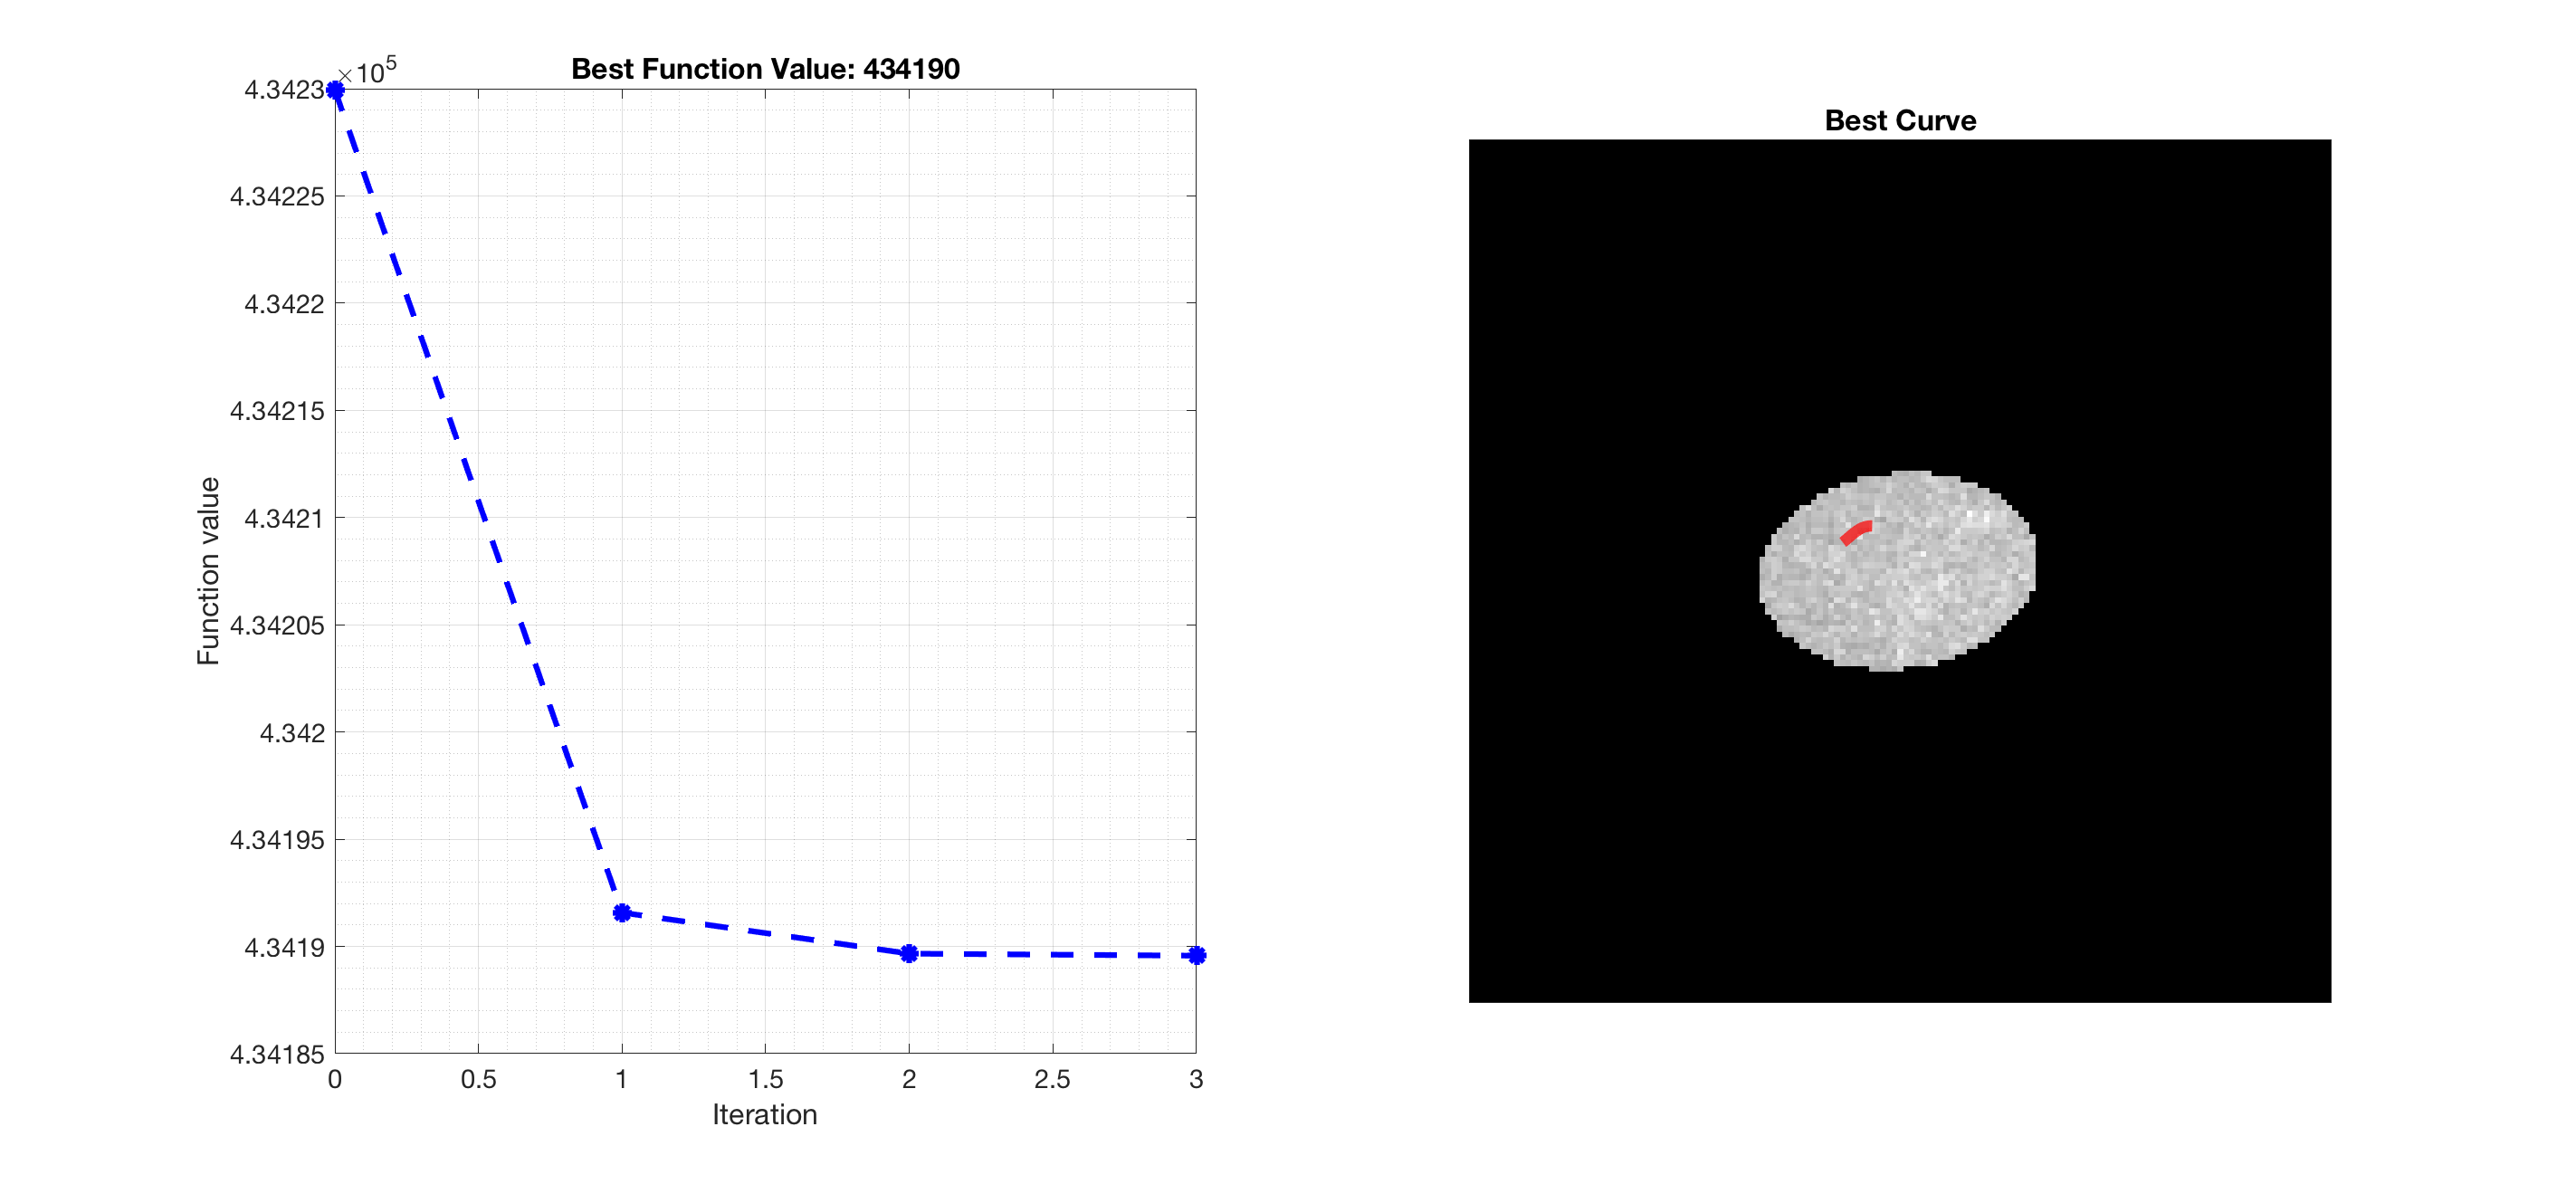 Best Function Value: 434190
×10^5
4.3423
4.34225
4.3422
4.34215
4.3421
4.34205
4.342
4.34195
4.3419
4.34185
Function value
0 0.5 1 1.5 2 2.5 3
Iteration
Best Curve